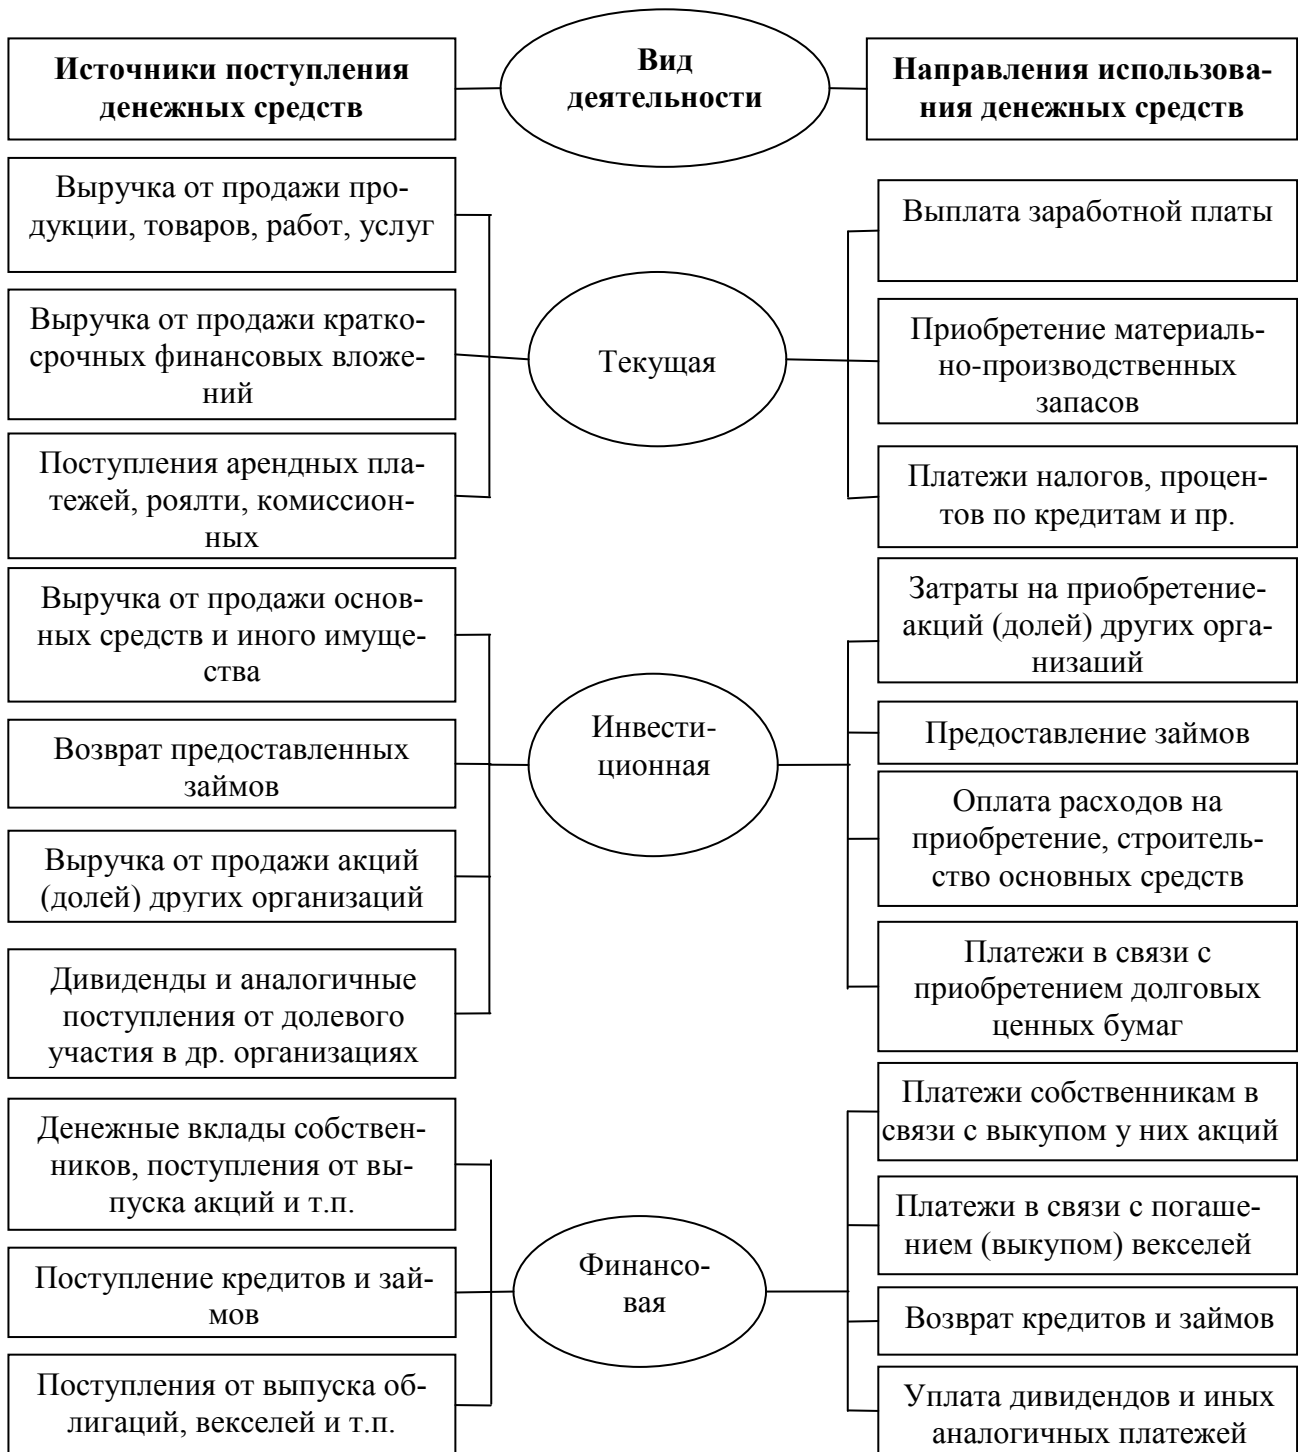 Источники поступления
денежных средств
Вид
деятельности
Направления использова-
ния денежных средств
Выручка от продажи про-
дукции, товаров, работ, услуг
Выручка от продажи кратко-
срочных финансовых вложе-
ний
Поступления арендных пла-
тежей, роялти, комиссион-
ных
Текущая
Выплата заработной платы
Приобретение материаль-
но-производственных
запасов
Платежи налогов, процен-
тов по кредитам и пр.
Выручка от продажи основ-
ных средств и иного имуще-
ства
Возврат предоставленных
займов
Выручка от продажи акций
(долей) других организаций
Дивиденды и аналогичные
поступления от долевого
участия в др. организациях
Инвести-
ционная
Затраты на приобретение-
акций (долей) других орга-
низаций
Предоставление займов
Оплата расходов на
приобретение, строитель-
ство основных средств
Платежи в связи с
приобретением долговых
ценных бумаг
Денежные вклады собствен-
ников, поступления от вы-
пуска акций и т.п.
Поступление кредитов и зай-
мов
Поступления от выпуска об-
лигаций, векселей и т.п.
Финансо-
вая
Платежи собственникам в
связи с выкупом у них акций
Платежи в связи с погаше-
нием (выкупом) векселей
Возврат кредитов и займов
Уплата дивидендов и иных
аналогичных платежей